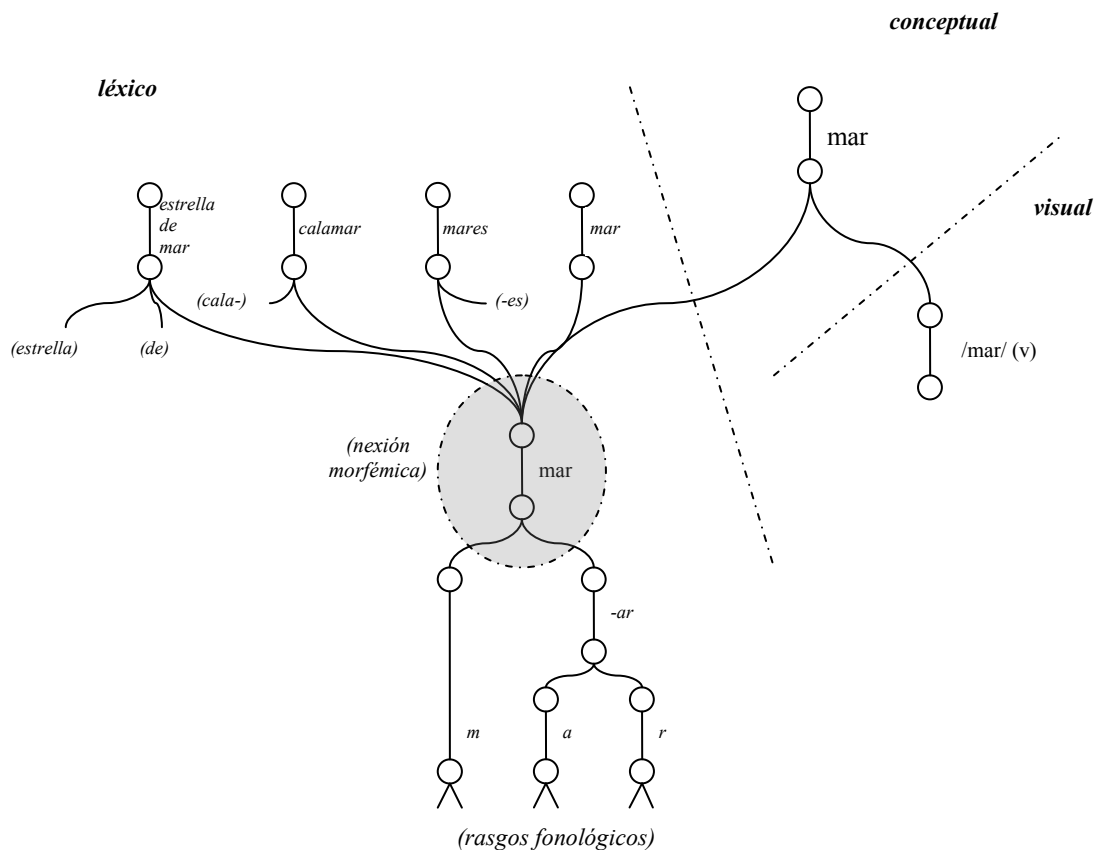 conceptual
léxico
mar
visual
estrella
de
mar
calamar
mares
mar
(cala-)
(-es)
(estrella)
(de)
/mar/ (v)
(nexión
morfémica)
mar
-ar
m
a
r
(rasgos fonológicos)